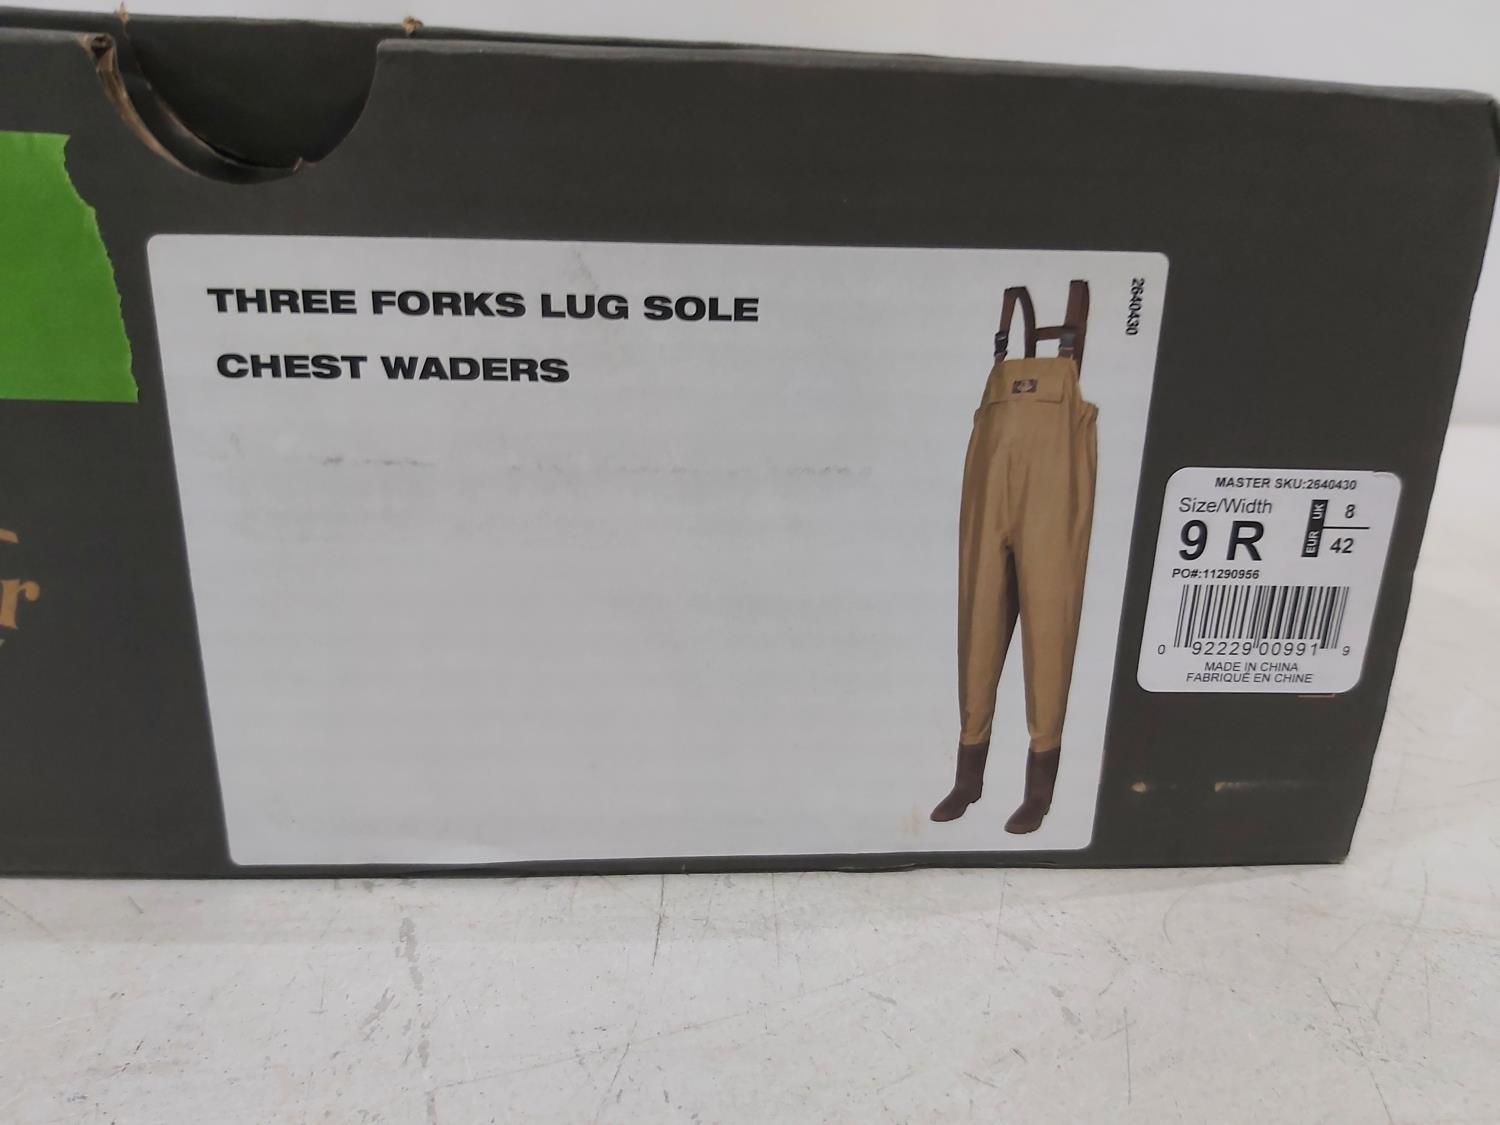 THREE FORKS LUG SOLE
CHEST WADERS
2640430
r
MASTER SKU:2640430
Size/Width
9 R
UK 8
EUR 42
PO#:11290956
0 92229 00991 9
MADE IN CHINA
FABRIQUÉ EN CHINE